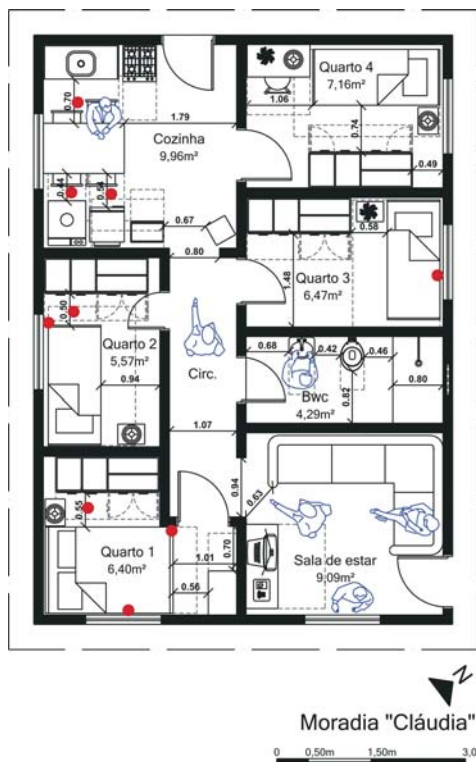 Quarto 4
7,16m²
1.06
0.74
0.49
0.70
1.79
Cozinha
9,96m²
0.44
0.54
0.67
0.80
0.58
Quarto 3
6,47m²
1.48
0.50
Quarto 2
5,57m²
0.94
Circ.
0.68
0.42
0.46
Bwc
4,29m²
0.82
0.80
1.07
0.94
0.63
0.55
Quarto 1
6,40m²
1.01
0.70
0.56
Sala de estar
9,09m²
N
Moradia "Cláudia"
0 0,50m 1,50m 3,0